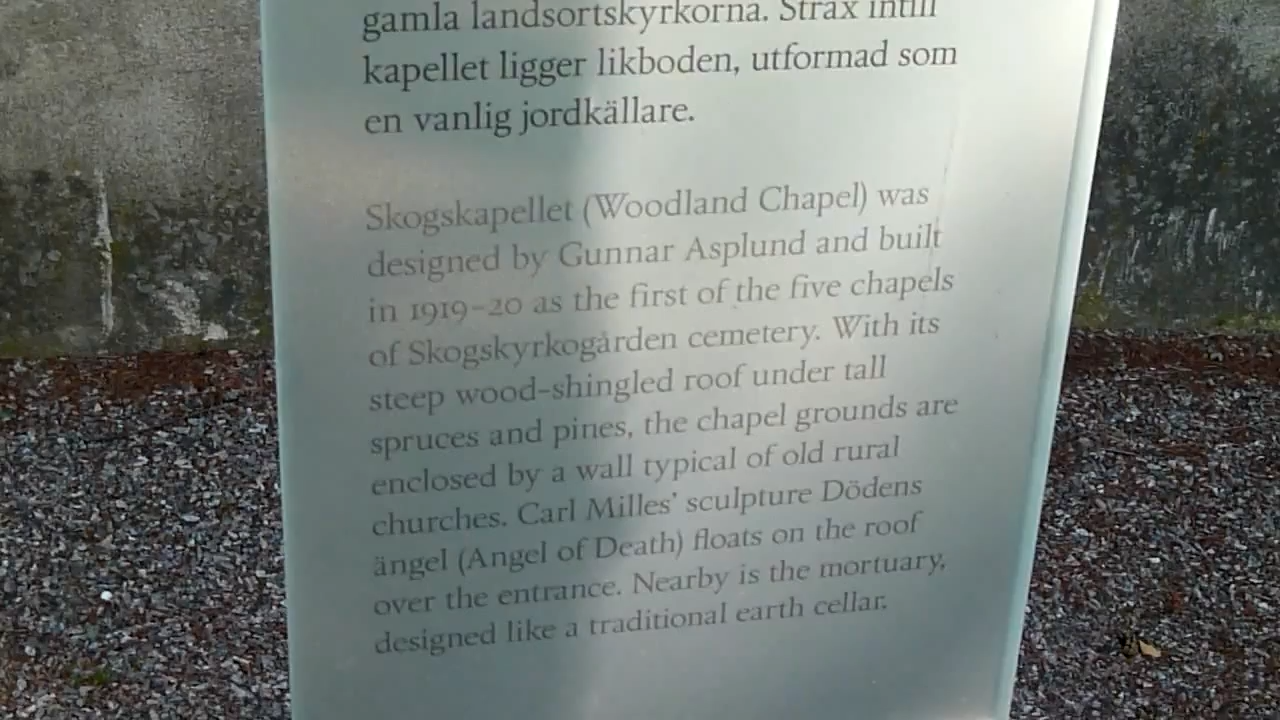 gamla landsortskyrkorna. Strax intill
kapellet ligger likboden, utformad som
en vanlig jordkällare.
Skogskapellet (Woodland Chapel) was
designed by Gunnar Asplund and built
in 1919–20 as the first of the five chapels
of Skogskyrkogården cemetery. With its
steep wood-shingled roof under tall
spruces and pines, the chapel grounds are
enclosed by a wall typical of old rural
churches. Carl Milles’ sculpture Dödens
ängel (Angel of Death) floats on the roof
over the entrance. Nearby is the mortuary,
designed like a traditional earth cellar.